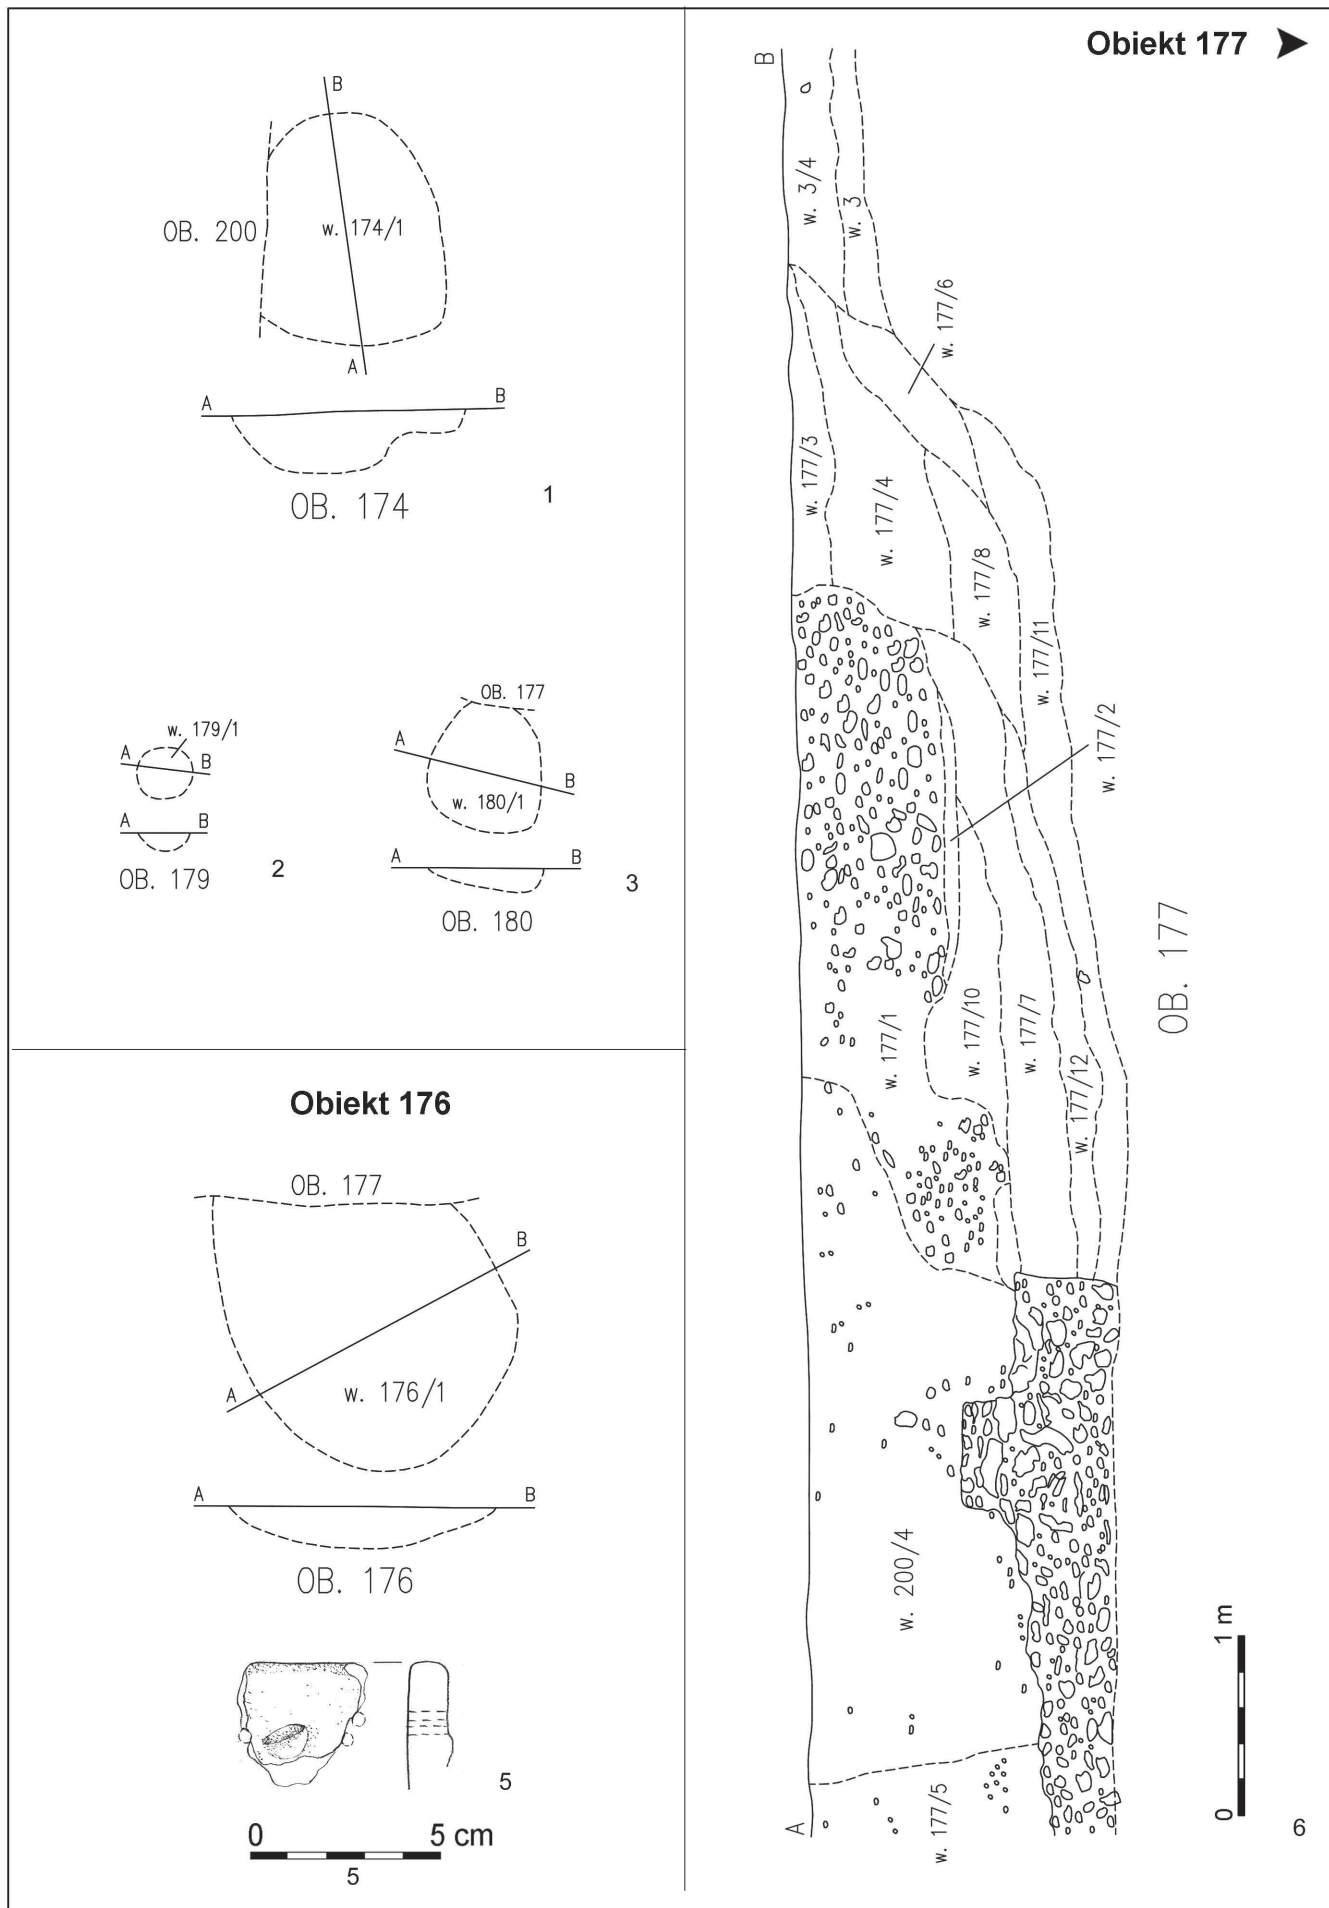 B
OB. 200
w. 174/1
A
A
B
OB. 174
1
w. 179/1
A
B
A
B
OB. 179
2
OB. 177
A
B
w. 180/1
A
B
OB. 180
3
Obiekt 176
OB. 177
B
A
w. 176/1
A
B
OB. 176
5
0 5 cm
5
Obiekt 177
B
w. 3/4
w. 3
w. 177/6
w. 177/3
w. 177/4
w. 177/8
w. 177/11
w. 177/2
w. 177/1
w. 177/10
w. 177/7
w. 177/12
OB. 177
w. 200/4
w. 177/5
A
0 1 m
6